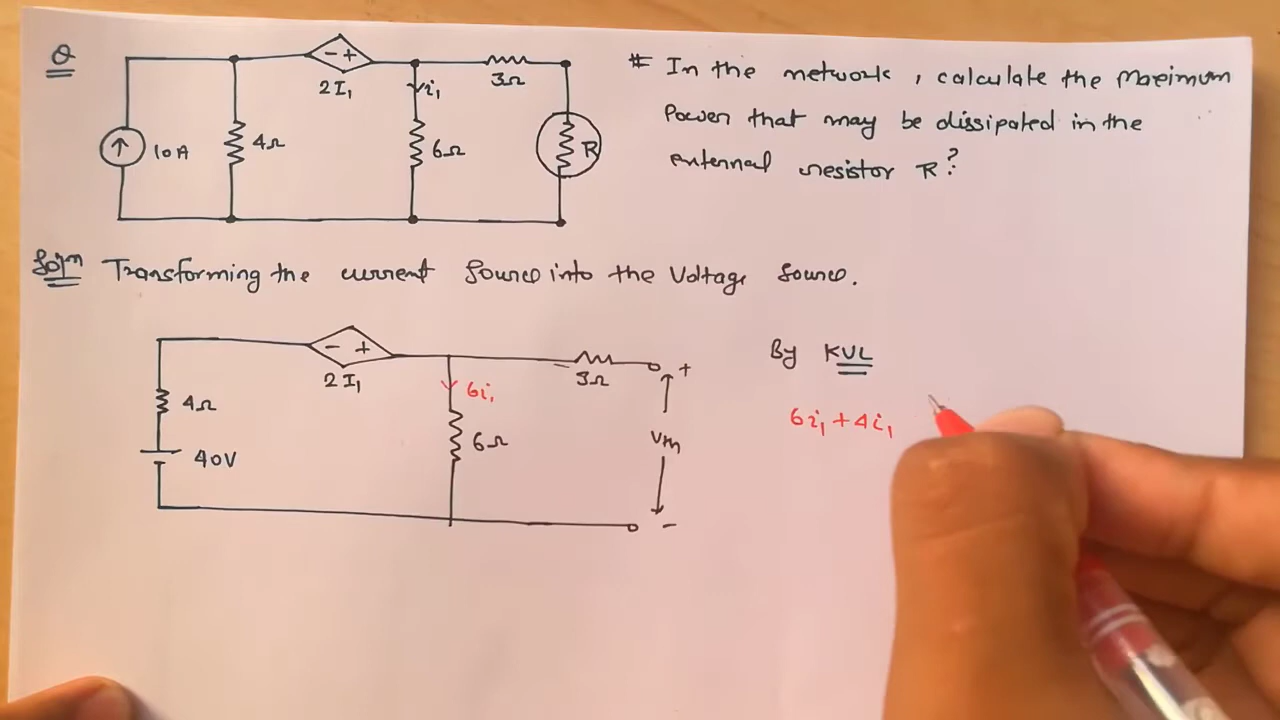 Q
- +
2I₁
i₁
3Ω
10A
4Ω
6Ω
R
# In the network, calculate the Maximum
Power that may be dissipated in the
external resistor R?
Solⁿ Transforming the current Source into the Voltage Source.
- +
2I₁
3Ω
+
4Ω
6i₁
6Ω
Vth
40V
-
By KVL
6i₁+4i₁